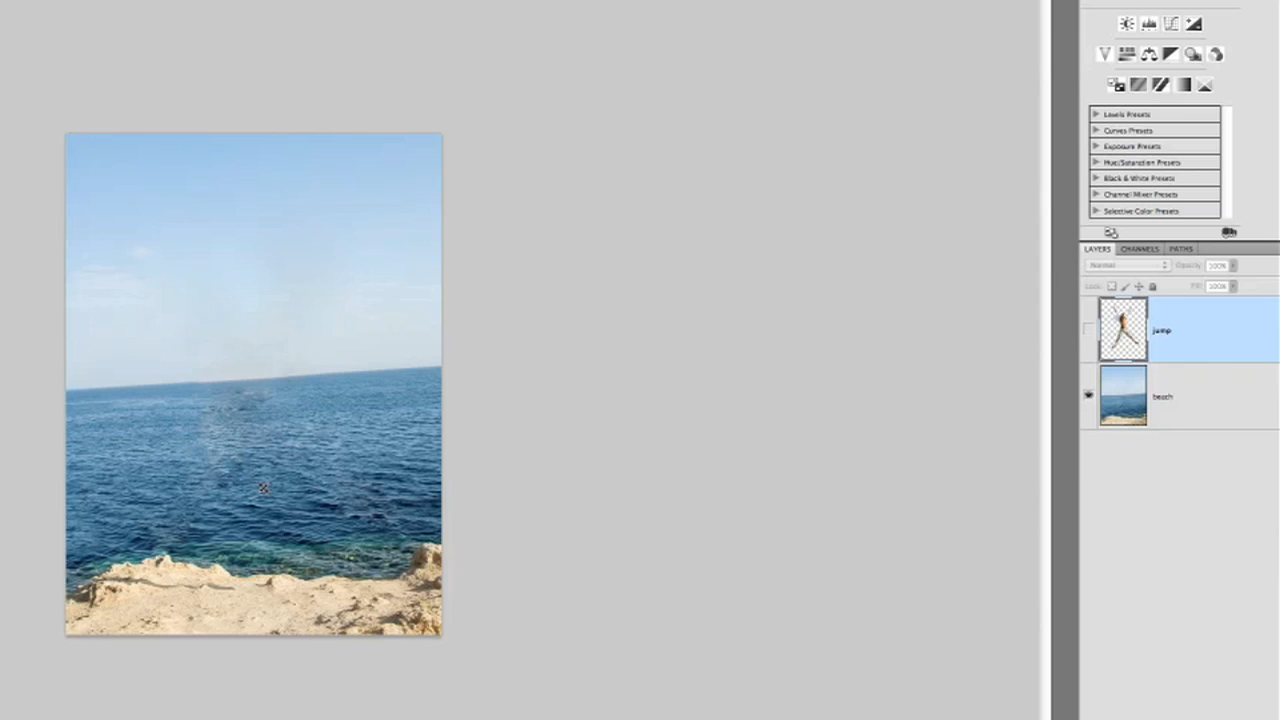 Levels Presets
Curves Presets
Exposure Presets
Hue/Saturation Presets
Black & White Presets
Channel Mixer Presets
Selective Color Presets
LAYERS CHANNELS PATHS
Normal Opacity: 100%
Lock: Fill: 100%
jump
beach